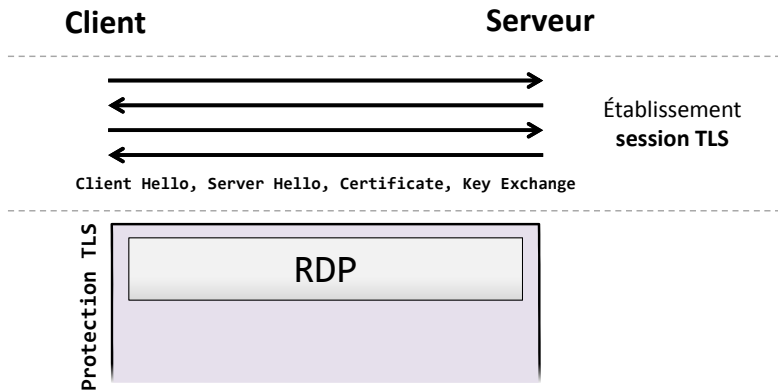 Client
Serveur
Établissement
session TLS
Client Hello, Server Hello, Certificate, Key Exchange
Protection TLS
RDP